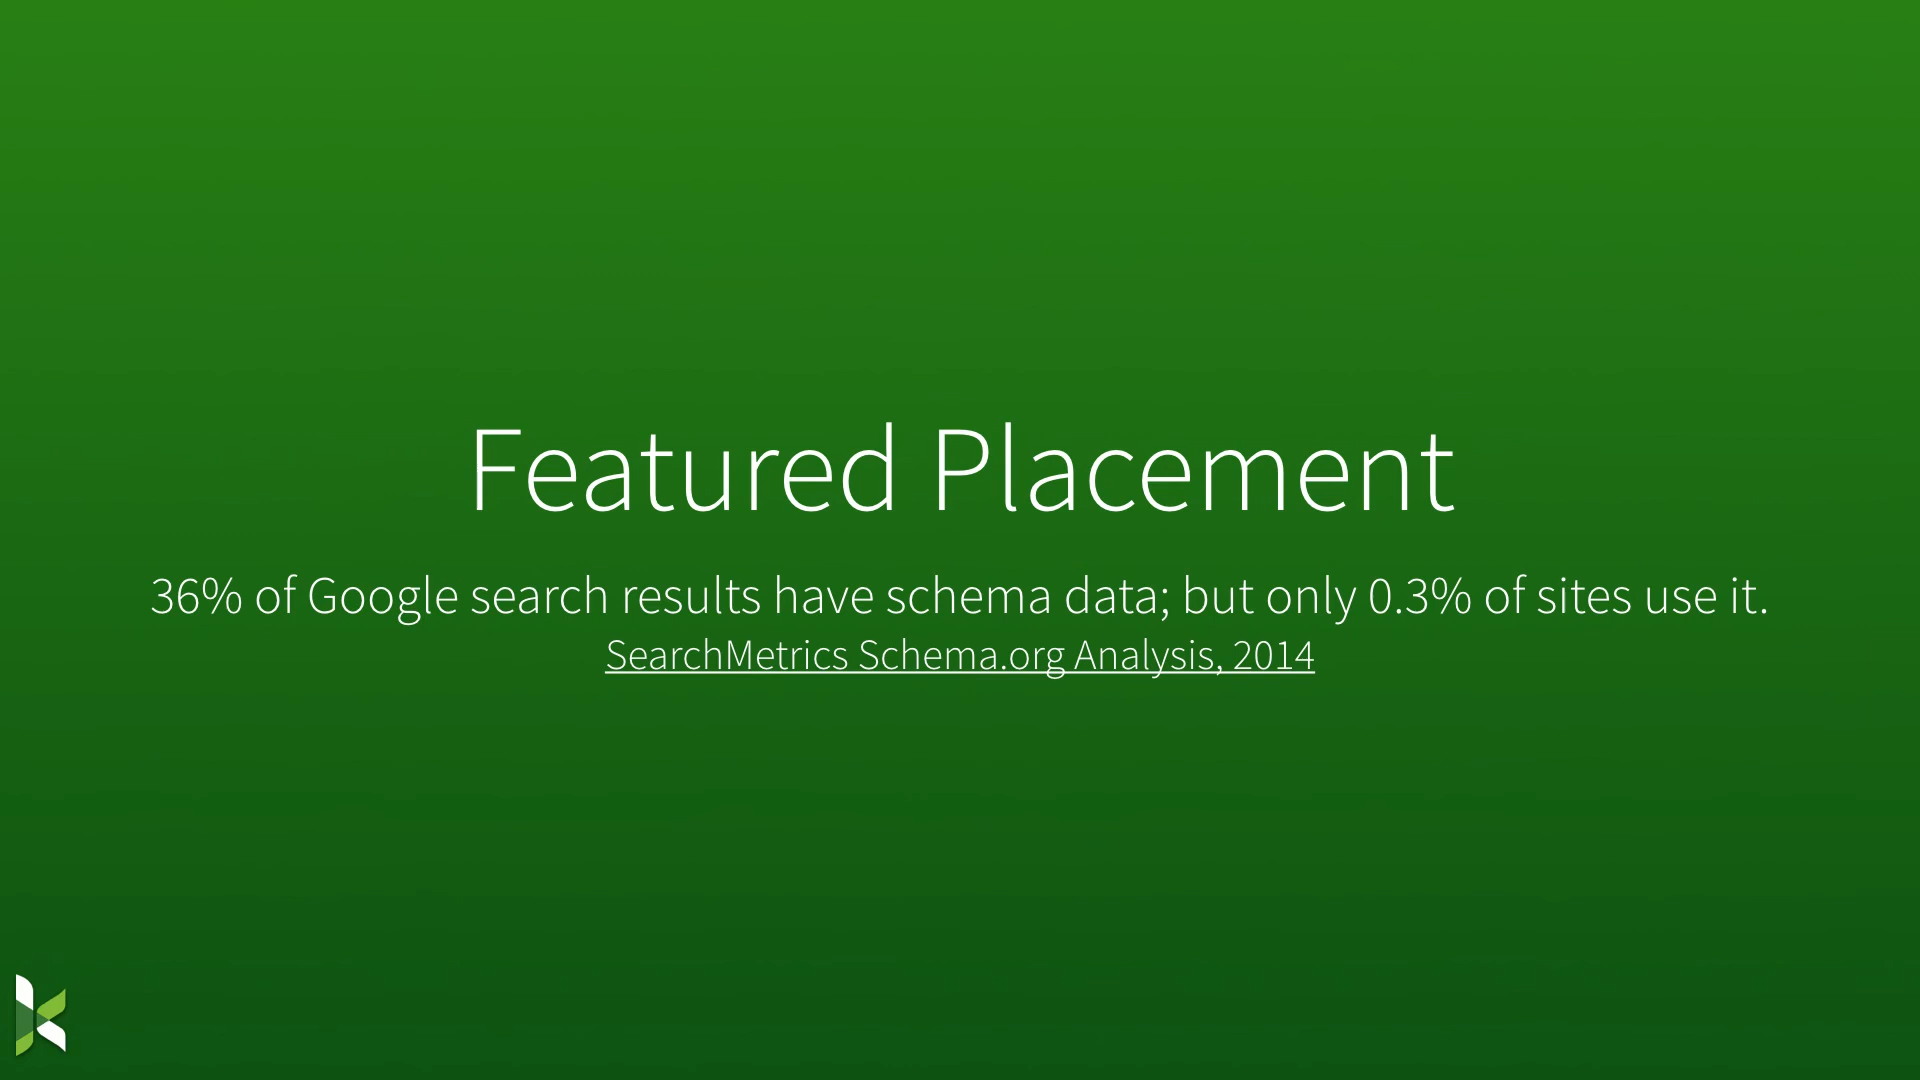 Featured Placement
36% of Google search results have schema data; but only 0.3% of sites use it.
SearchMetrics Schema.org Analysis, 2014